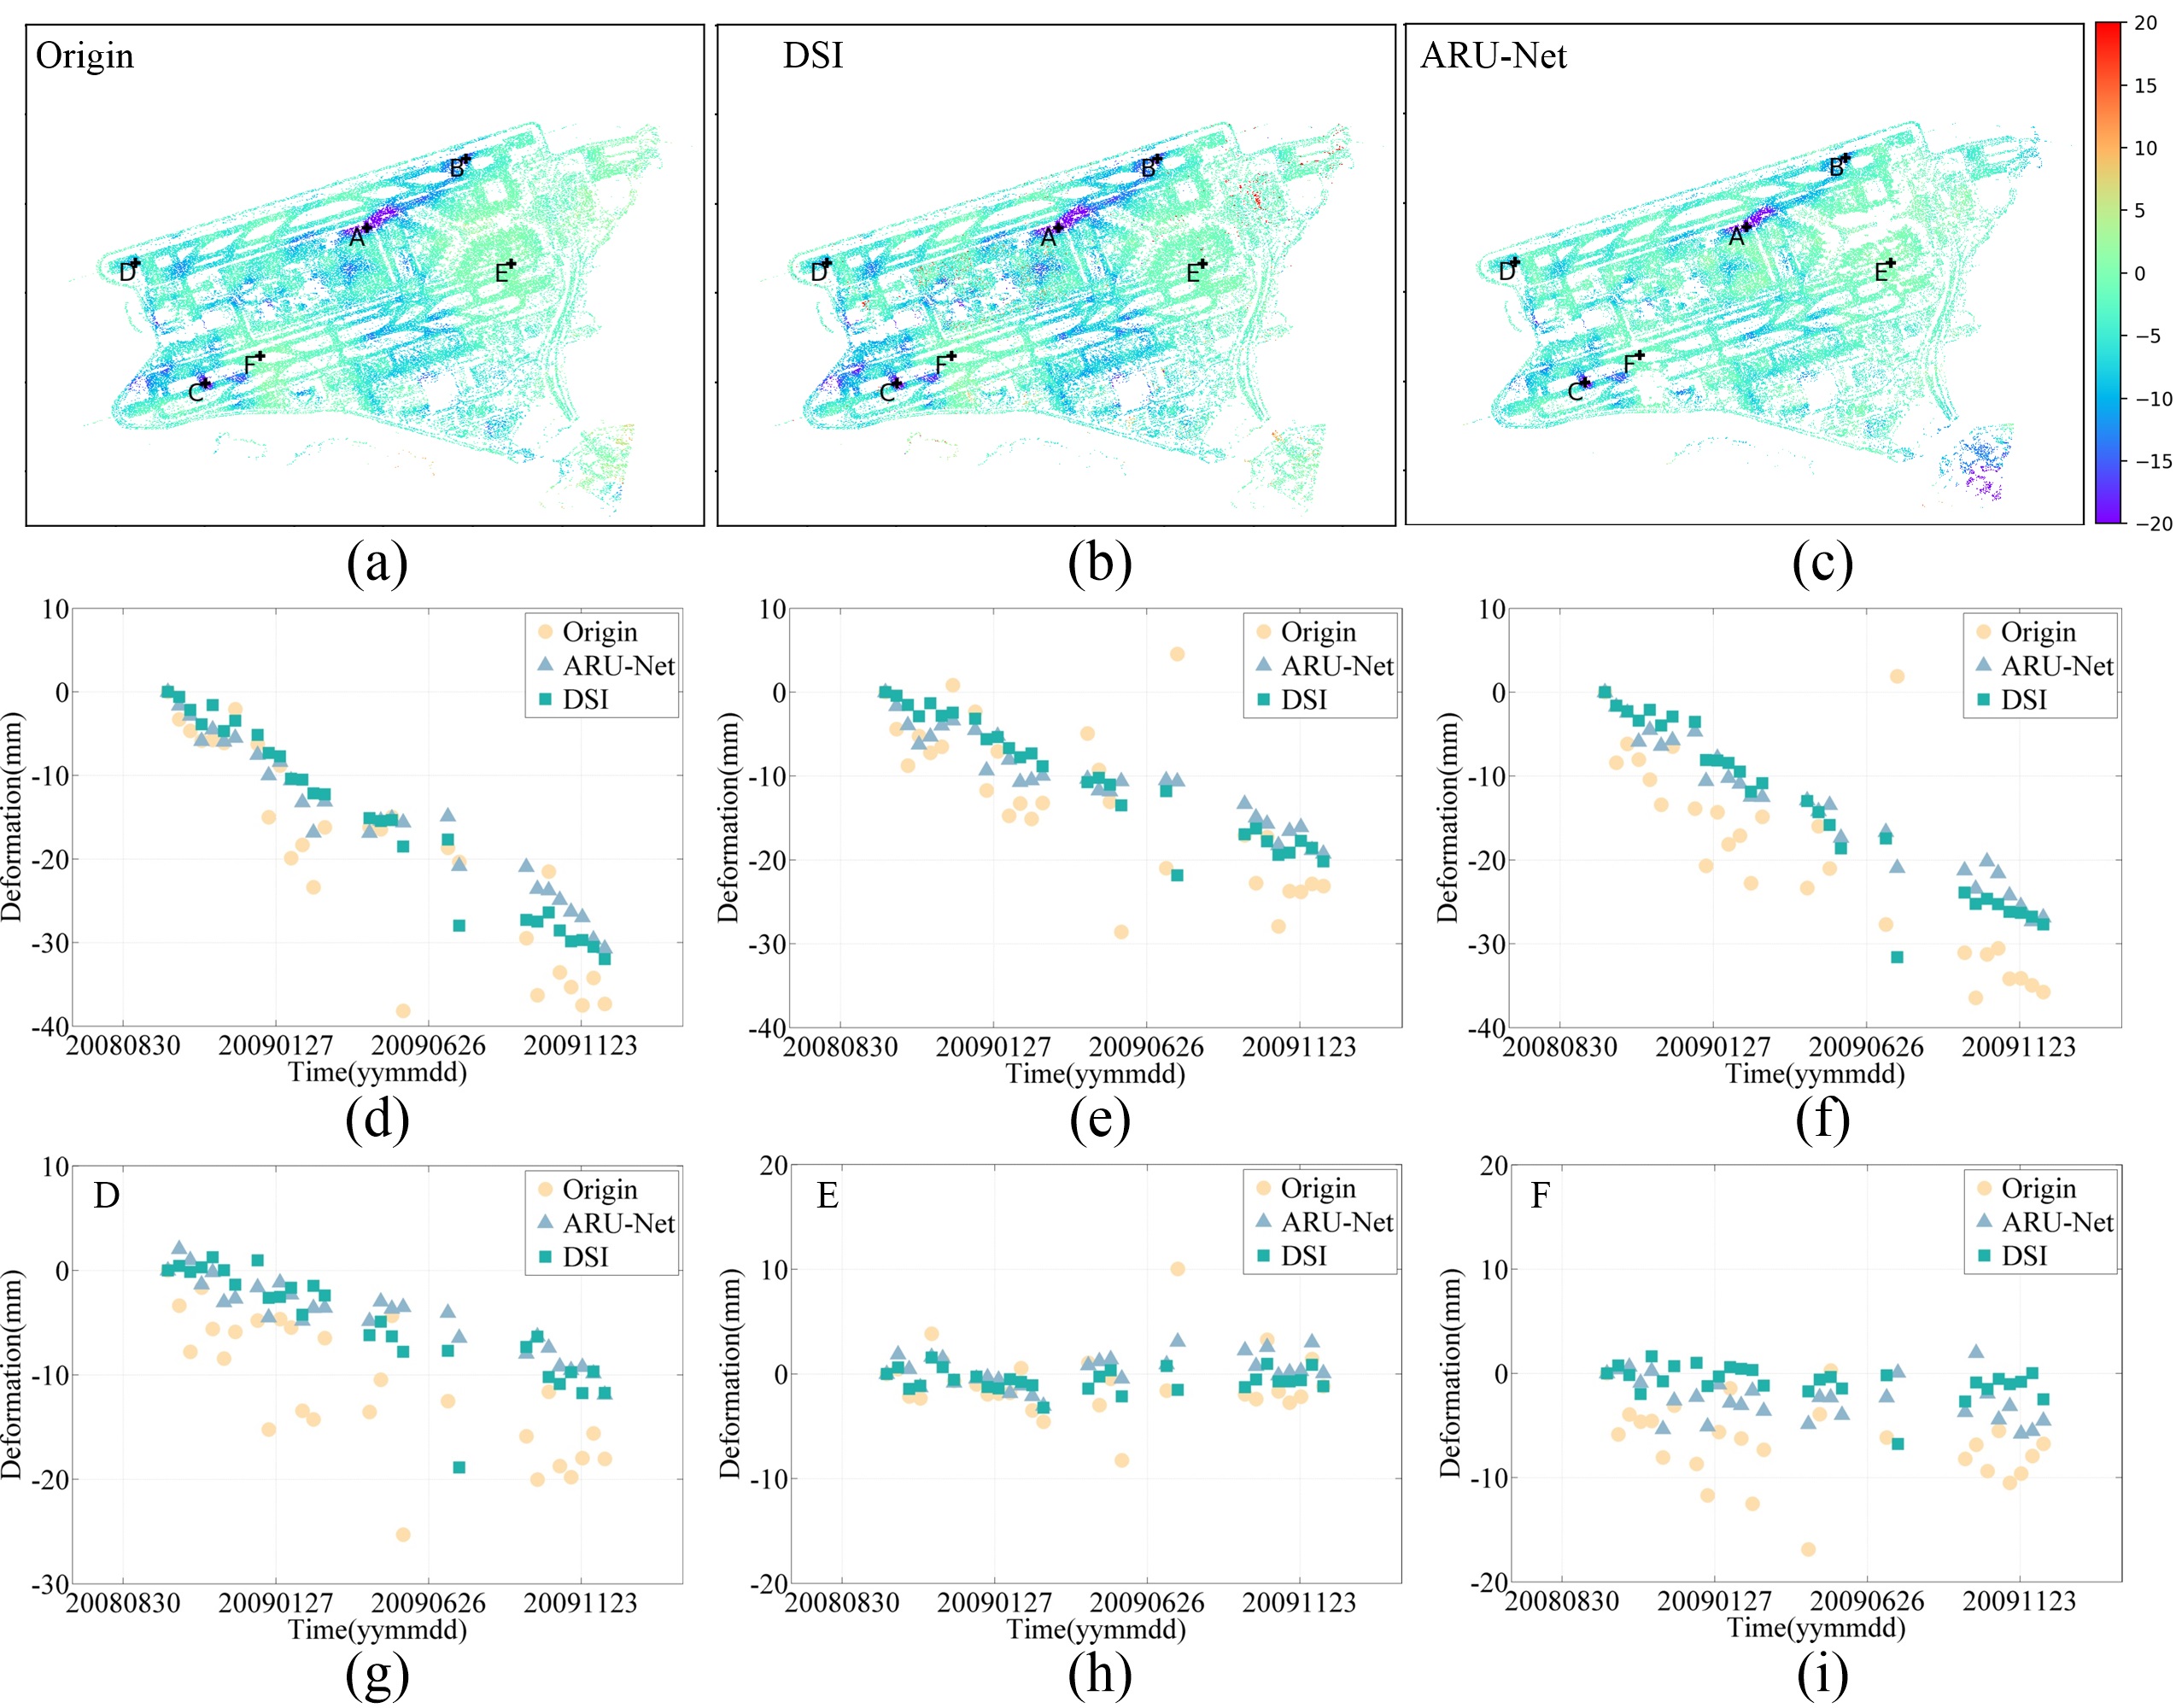 Origin
B
A
D
E
F
C
(a)
DSI
B
A
D
E
F
C
(b)
ARU-Net
B
A
D
E
F
C
(c)
20
15
10
5
0
−5
−10
−15
−20
10
0
-10
-20
-30
-40
Deformation(mm)
Origin
ARU-Net
DSI
20080830 20090127 20090626 20091123
Time(yymmdd)
(d)
10
0
-10
-20
-30
-40
Deformation(mm)
Origin
ARU-Net
DSI
20080830 20090127 20090626 20091123
Time(yymmdd)
(e)
10
0
-10
-20
-30
-40
Deformation(mm)
Origin
ARU-Net
DSI
20080830 20090127 20090626 20091123
Time(yymmdd)
(f)
D
10
0
-10
-20
-30
Deformation(mm)
Origin
ARU-Net
DSI
20080830 20090127 20090626 20091123
Time(yymmdd)
(g)
E
20
10
0
-10
-20
Deformation(mm)
Origin
ARU-Net
DSI
20080830 20090127 20090626 20091123
Time(yymmdd)
(h)
F
20
10
0
-10
-20
Deformation(mm)
Origin
ARU-Net
DSI
20080830 20090127 20090626 20091123
Time(yymmdd)
(i)